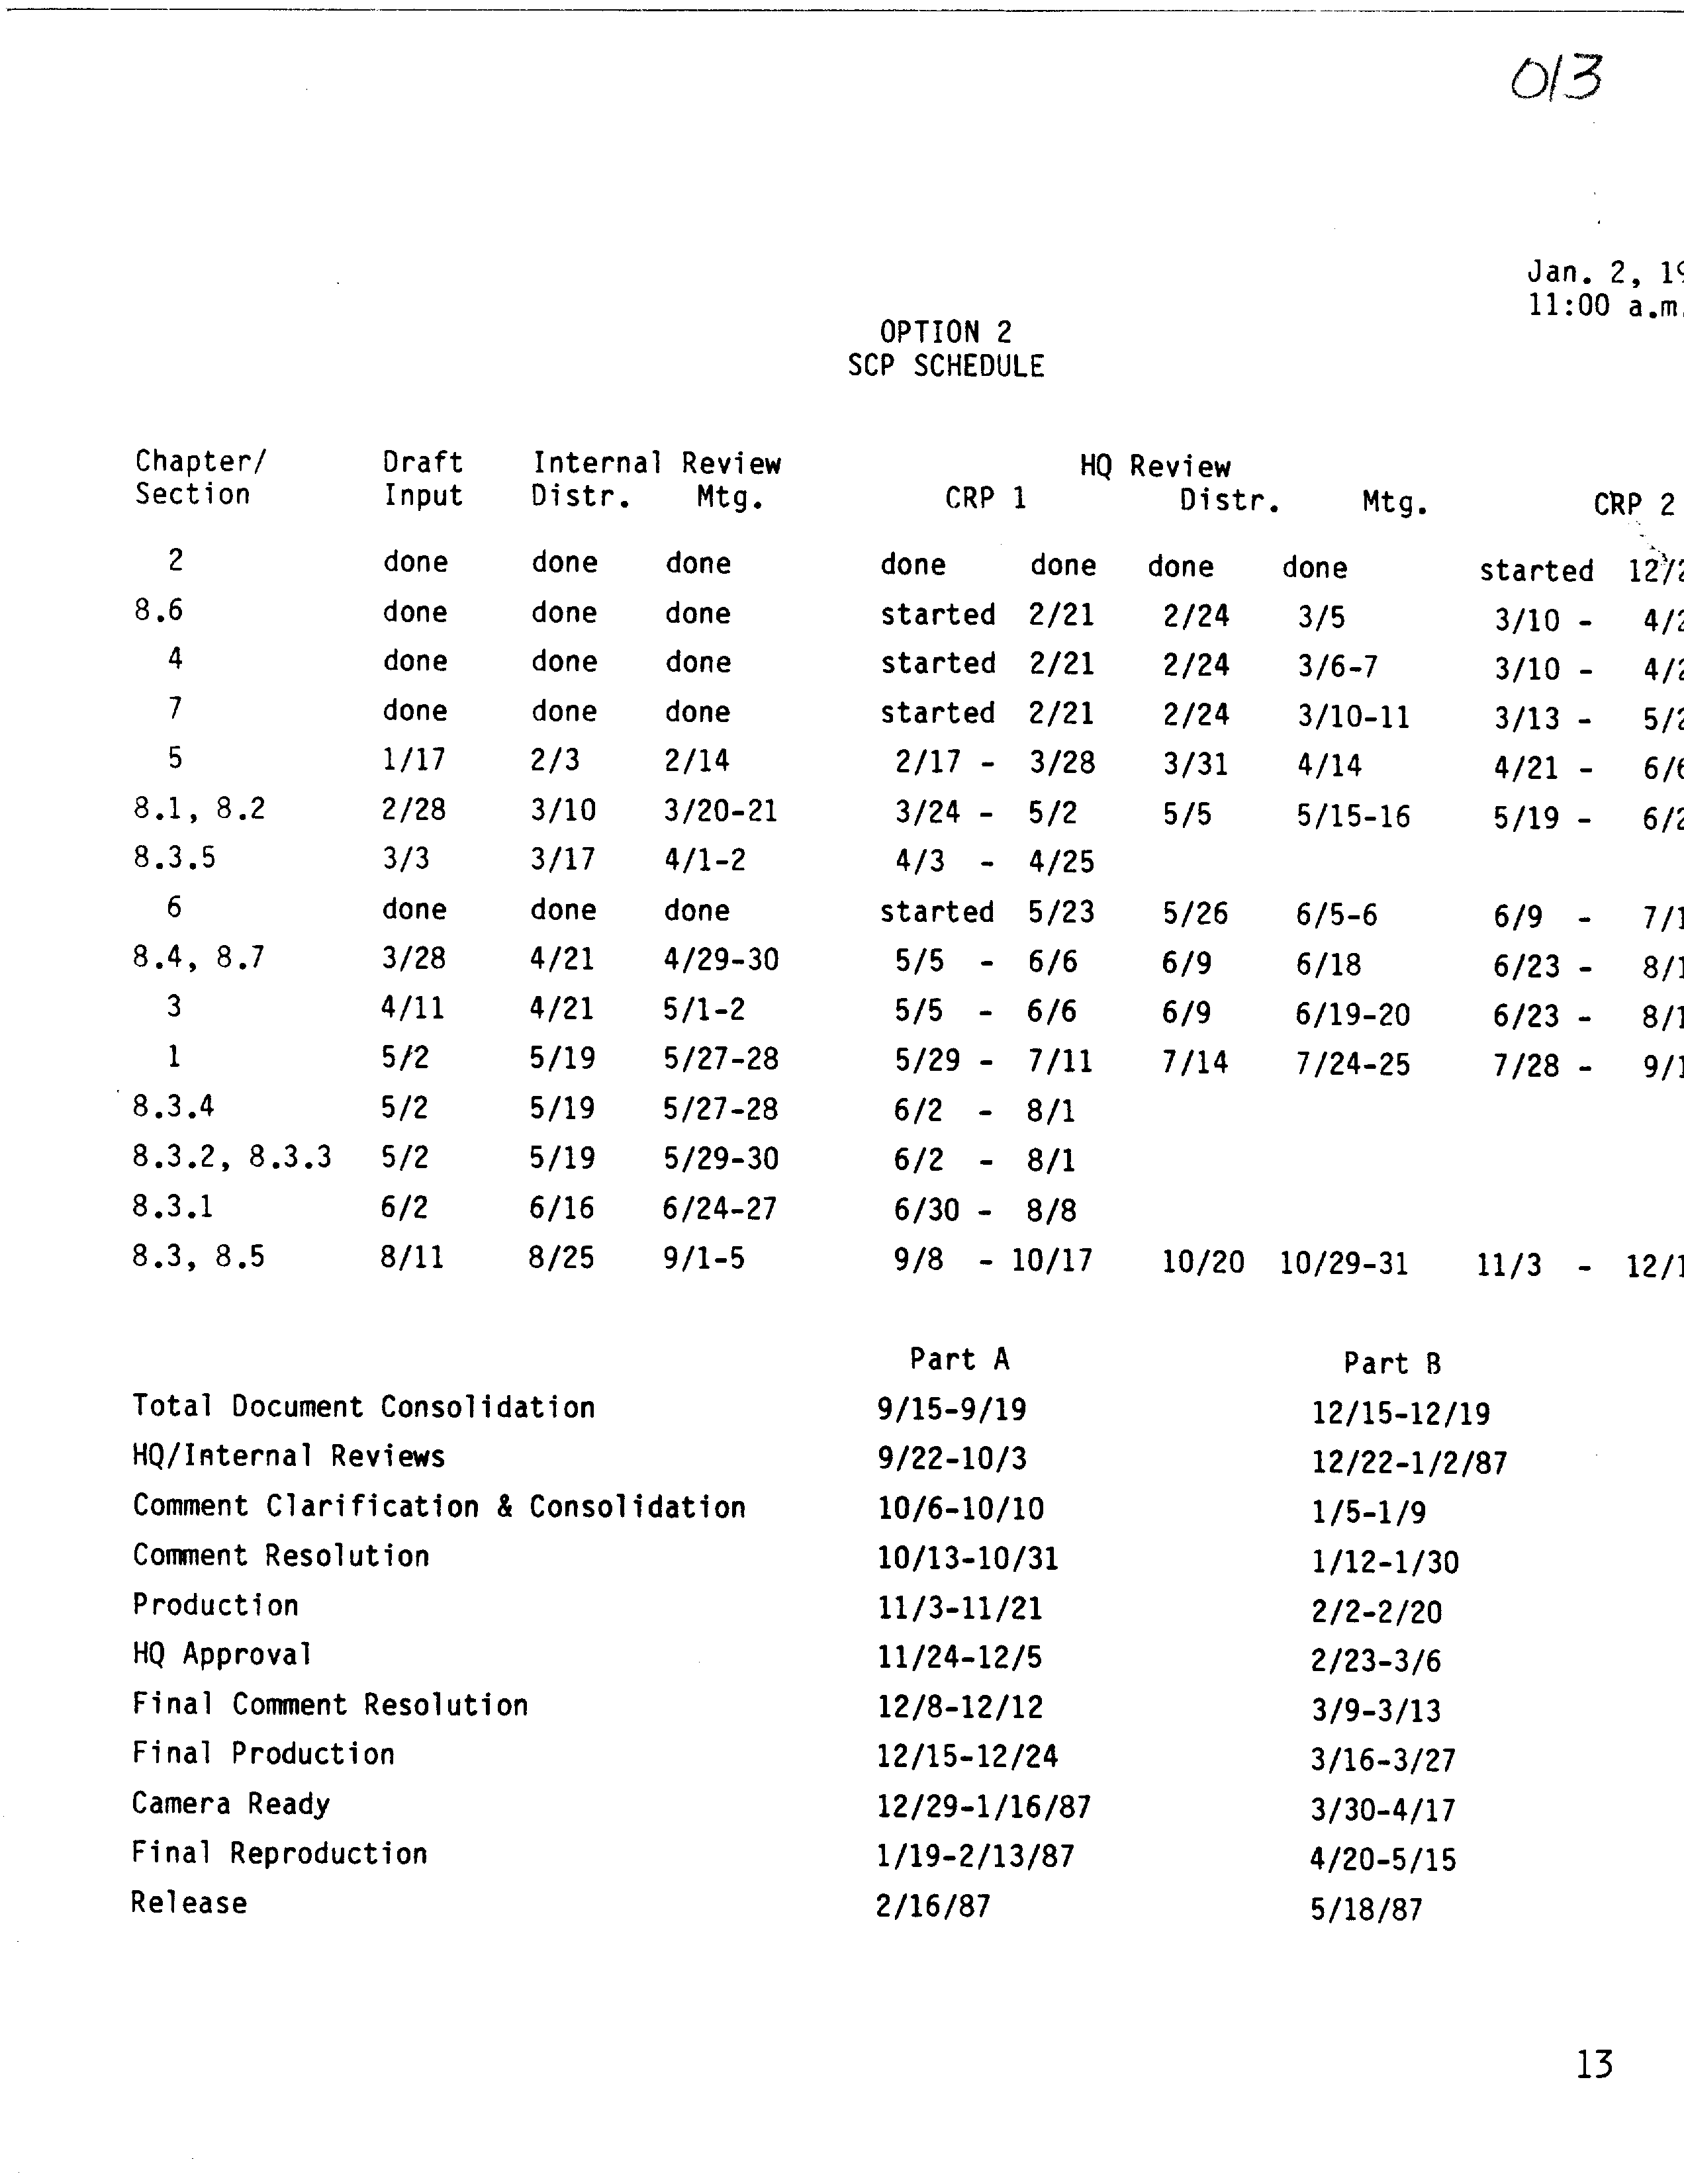 013
Jan. 2, 19
11:00 a.m.
OPTION 2
SCP SCHEDULE
Chapter/ Draft Internal Review HQ Review
Section Input Distr. Mtg. CRP 1 Distr. Mtg. CRP 2
2 done done done done done done done started 12/2
8.6 done done done started 2/21 2/24 3/5 3/10 - 4/2
4 done done done started 2/21 2/24 3/6-7 3/10 - 4/2
7 done done done started 2/21 2/24 3/10-11 3/13 - 5/2
5 1/17 2/3 2/14 2/17 - 3/28 3/31 4/14 4/21 - 6/6
8.1, 8.2 2/28 3/10 3/20-21 3/24 - 5/2 5/5 5/15-16 5/19 - 6/2
8.3.5 3/3 3/17 4/1-2 4/3 - 4/25
6 done done done started 5/23 5/26 6/5-6 6/9 - 7/1
8.4, 8.7 3/28 4/21 4/29-30 5/5 - 6/6 6/9 6/18 6/23 - 8/1
3 4/11 4/21 5/1-2 5/5 - 6/6 6/9 6/19-20 6/23 - 8/1
1 5/2 5/19 5/27-28 5/29 - 7/11 7/14 7/24-25 7/28 - 9/1
8.3.4 5/2 5/19 5/27-28 6/2 - 8/1
8.3.2, 8.3.3 5/2 5/19 5/29-30 6/2 - 8/1
8.3.1 6/2 6/16 6/24-27 6/30 - 8/8
8.3, 8.5 8/11 8/25 9/1-5 9/8 - 10/17 10/20 10/29-31 11/3 - 12/1
Part A Part B
Total Document Consolidation 9/15-9/19 12/15-12/19
HQ/Internal Reviews 9/22-10/3 12/22-1/2/87
Comment Clarification & Consolidation 10/6-10/10 1/5-1/9
Comment Resolution 10/13-10/31 1/12-1/30
Production 11/3-11/21 2/2-2/20
HQ Approval 11/24-12/5 2/23-3/6
Final Comment Resolution 12/8-12/12 3/9-3/13
Final Production 12/15-12/24 3/16-3/27
Camera Ready 12/29-1/16/87 3/30-4/17
Final Reproduction 1/19-2/13/87 4/20-5/15
Release 2/16/87 5/18/87
13